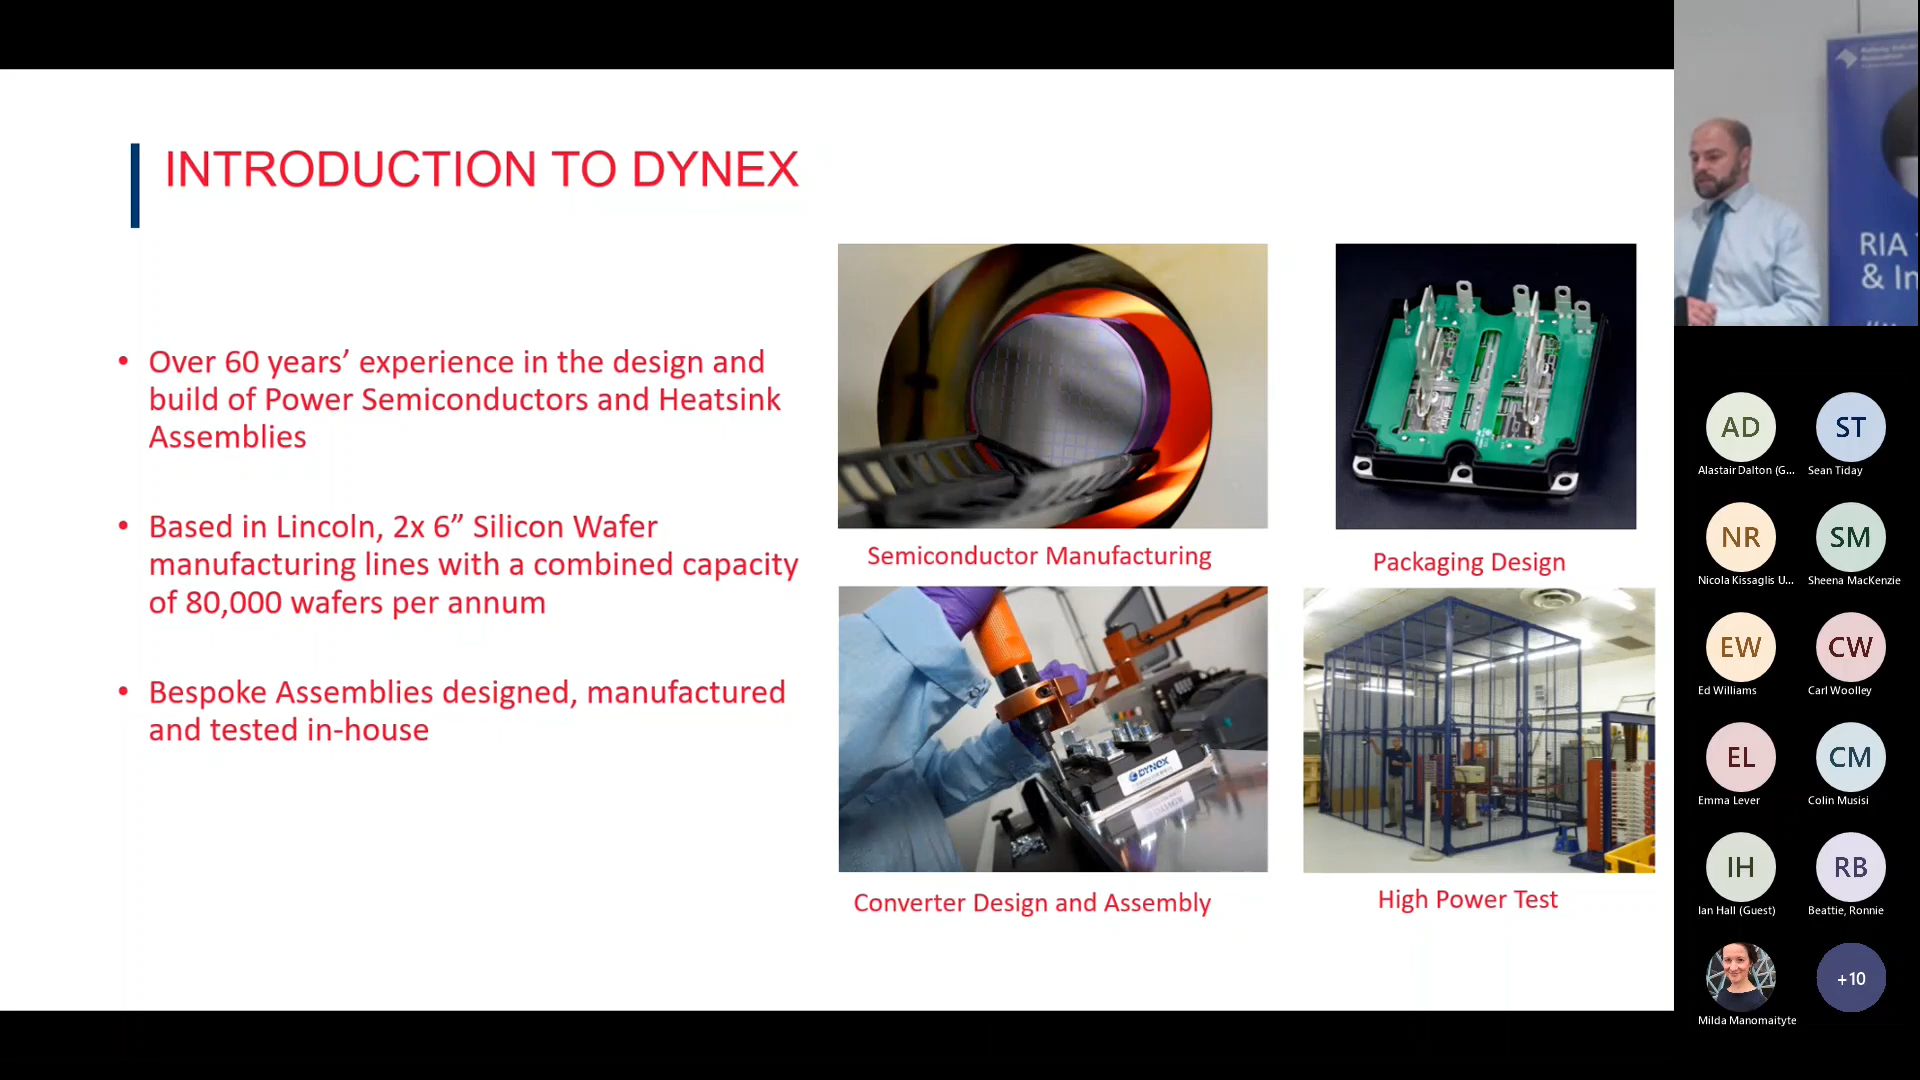 INTRODUCTION TO DYNEX
• Over 60 years’ experience in the design and
build of Power Semiconductors and Heatsink
Assemblies
• Based in Lincoln, 2x 6” Silicon Wafer
manufacturing lines with a combined capacity
of 80,000 wafers per annum
• Bespoke Assemblies designed, manufactured
and tested in-house
Semiconductor Manufacturing
Packaging Design
DYNEX
Converter Design and Assembly
High Power Test
RIA
& In
AD
Alastair Dalton (G...
ST
Sean Tiday
NR
Nicola Kissaglis U...
SM
Sheena MacKenzie
EW
Ed Williams
CW
Carl Woolley
EL
Emma Lever
CM
Colin Musisi
IH
Ian Hall (Guest)
RB
Beattie, Ronnie
Milda Manomaityte
+10